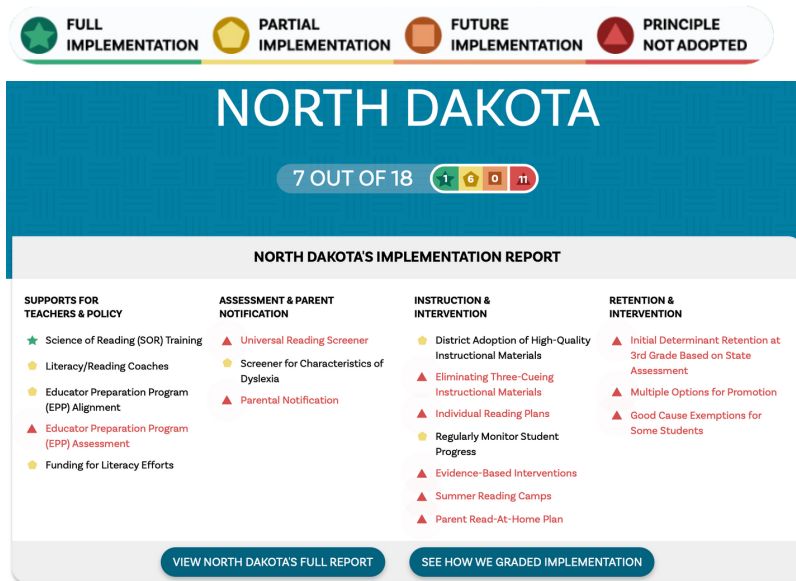 FULL
IMPLEMENTATION
PARTIAL
IMPLEMENTATION
FUTURE
IMPLEMENTATION
PRINCIPLE
NOT ADOPTED
NORTH DAKOTA
7 OUT OF 18 1 6 0 11
NORTH DAKOTA'S IMPLEMENTATION REPORT
SUPPORTS FOR
TEACHERS & POLICY
Science of Reading (SOR) Training
Literacy/Reading Coaches
Educator Preparation Program
(EPP) Alignment
Educator Preparation Program
(EPP) Assessment
Funding for Literacy Efforts
ASSESSMENT & PARENT
NOTIFICATION
Universal Reading Screener
Screener for Characteristics of
Dyslexia
Parental Notification
INSTRUCTION &
INTERVENTION
District Adoption of High-Quality
Instructional Materials
Eliminating Three-Cueing
Instructional Materials
Individual Reading Plans
Regularly Monitor Student
Progress
Evidence-Based Interventions
Summer Reading Camps
Parent Read-At-Home Plan
RETENTION &
INTERVENTION
Initial Determinant Retention at
3rd Grade Based on State
Assessment
Multiple Options for Promotion
Good Cause Exemptions for
Some Students
VIEW NORTH DAKOTA'S FULL REPORT
SEE HOW WE GRADED IMPLEMENTATION